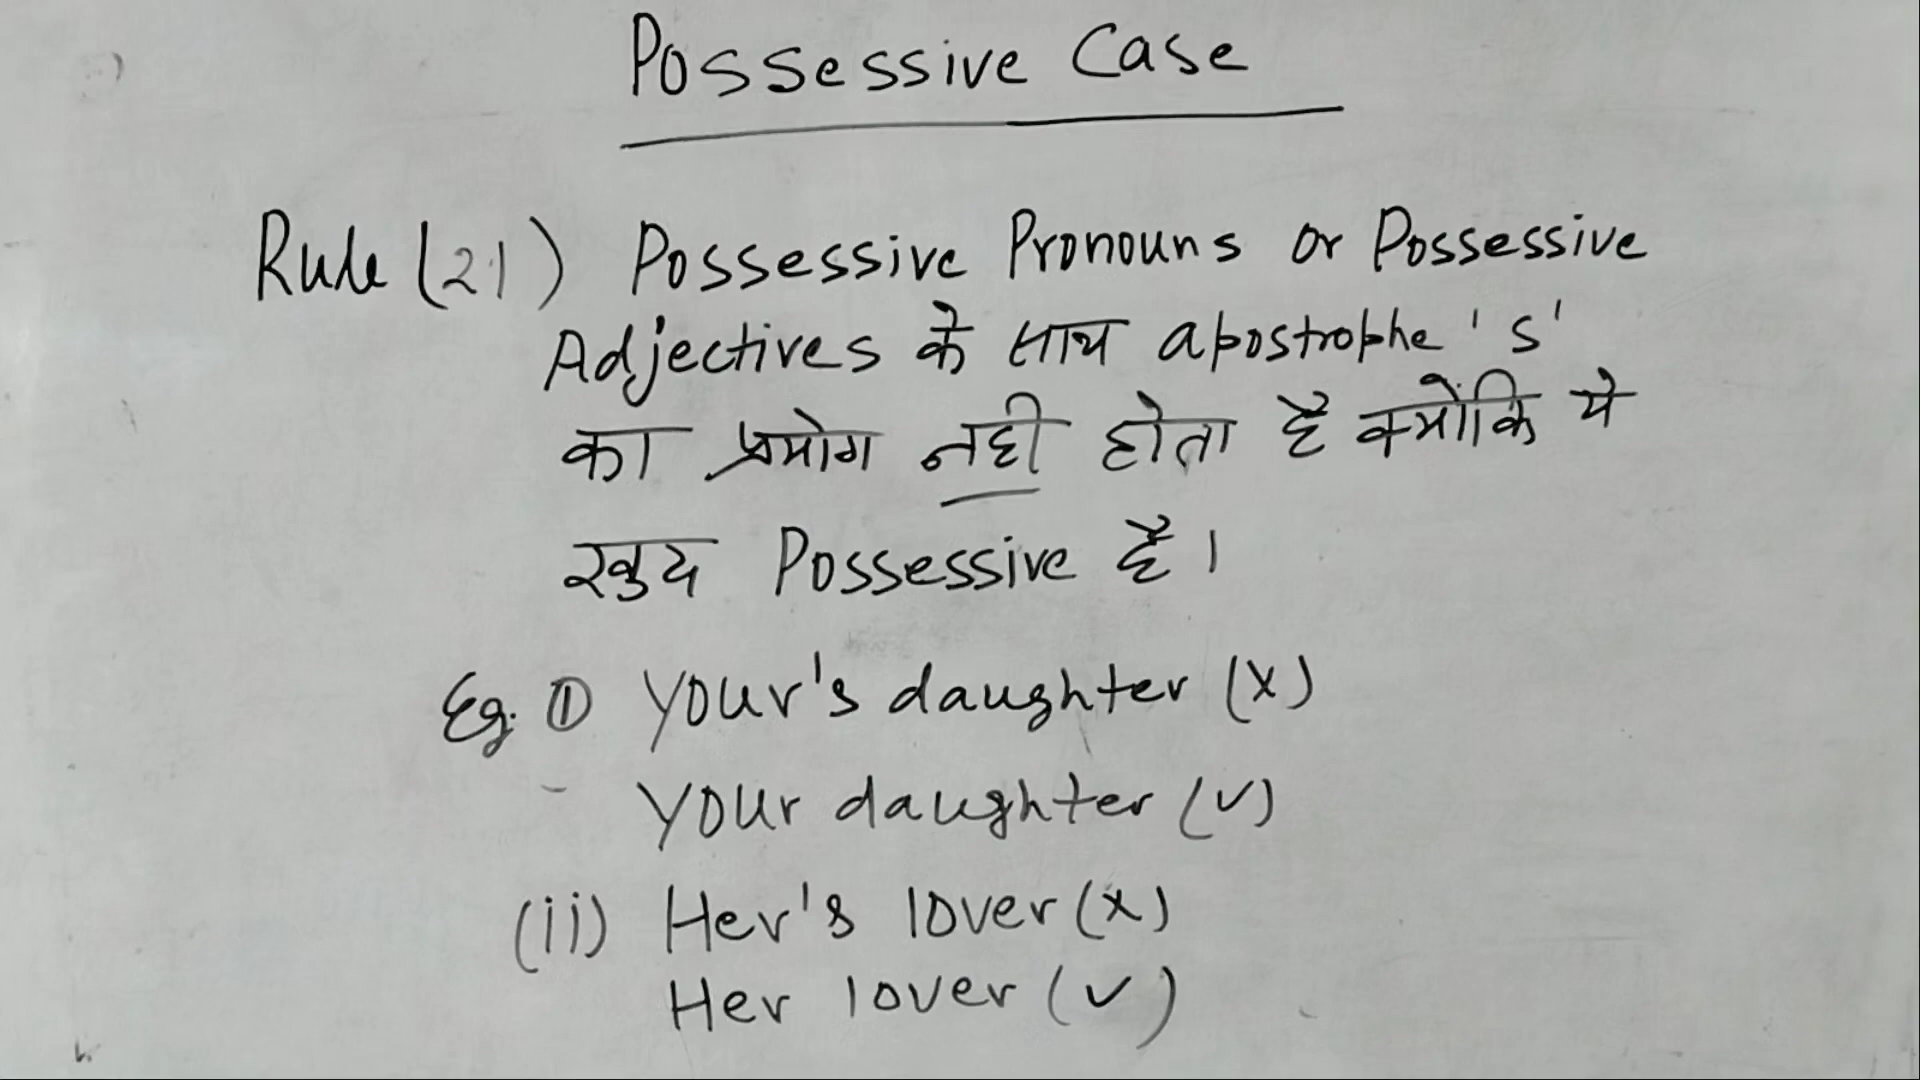 Possessive Case
Rule (21) Possessive Pronouns or Possessive
Adjectives के साथ apostrophe 's'
का प्रयोग नही होता है क्योंकि ये
खुद Possessive है।
Eg. ① Your's daughter (x)
Your daughter (✓)
(ii) Her's lover (x)
Her lover (✓)